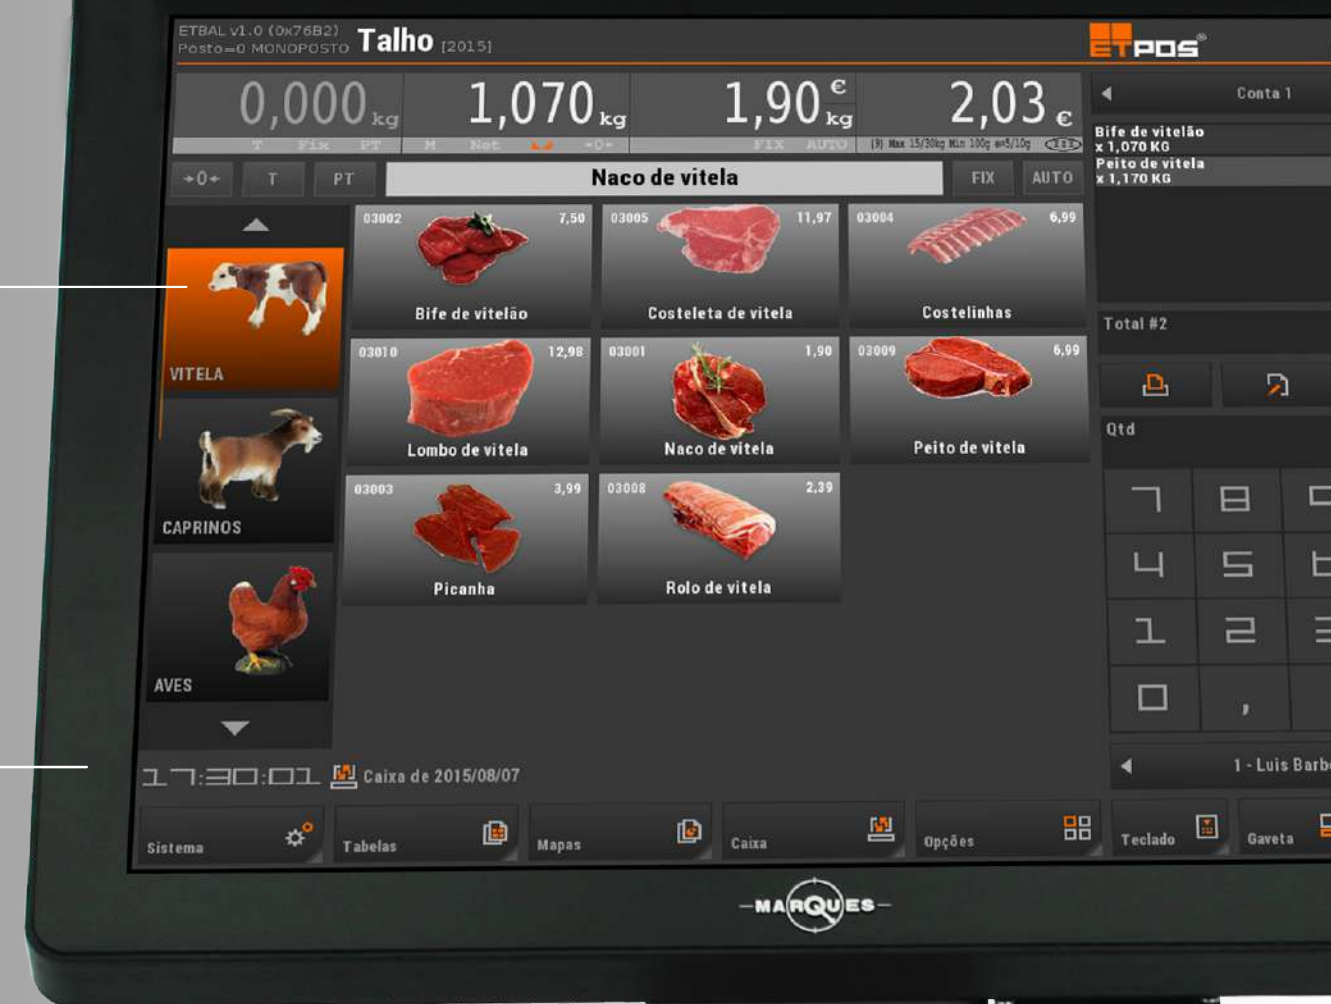 ETBAL v1.0 (0x76B2)
Posto=0 MONOPOSTO
Talho [2015]
ETPOS®
0,000 kg
1,070 kg
1,90 €
kg
2,03 €
T Fix PT
M Net →0←
FIX AUTO
(9) Max 15/30kg Min 100g e=5/10g
→0←
T
PT
Naco de vitela
FIX
AUTO
Conta 1
Bife de vitelão
x 1,070 KG
Peito de vitela
x 1,170 KG
VITELA
CAPRINOS
AVES
03002 7,50
Bife de vitelão
03005 11,97
Costeleta de vitela
03004 6,99
Costelinhas
03010 12,98
Lombo de vitela
03001 1,90
Naco de vitela
03009 6,99
Peito de vitela
03003 3,99
Picanha
03008 2,39
Rolo de vitela
Total #2
Qtd
7 8
4 5
1 2
0 ,
1 - Luis Barb
17:30:01
Caixa de 2015/08/07
Sistema
Tabelas
Mapas
Caixa
Opções
Teclado
Gaveta
MARQUES